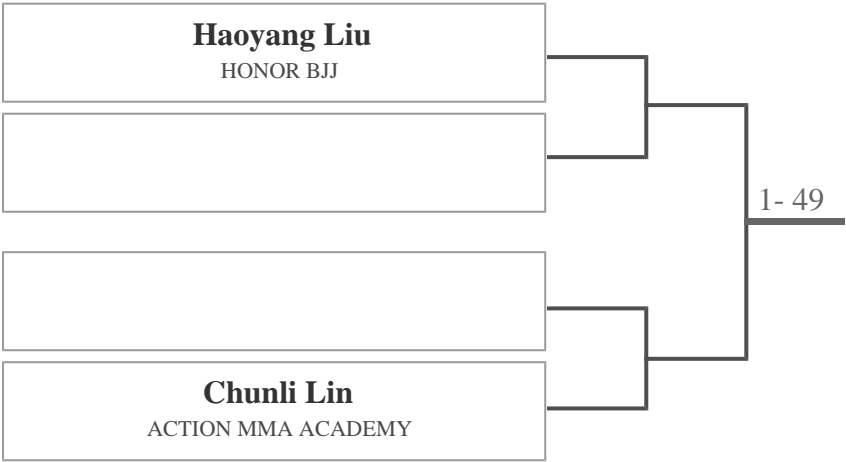 Haoyang Liu
HONOR BJJ
1- 49
Chunli Lin
ACTION MMA ACADEMY